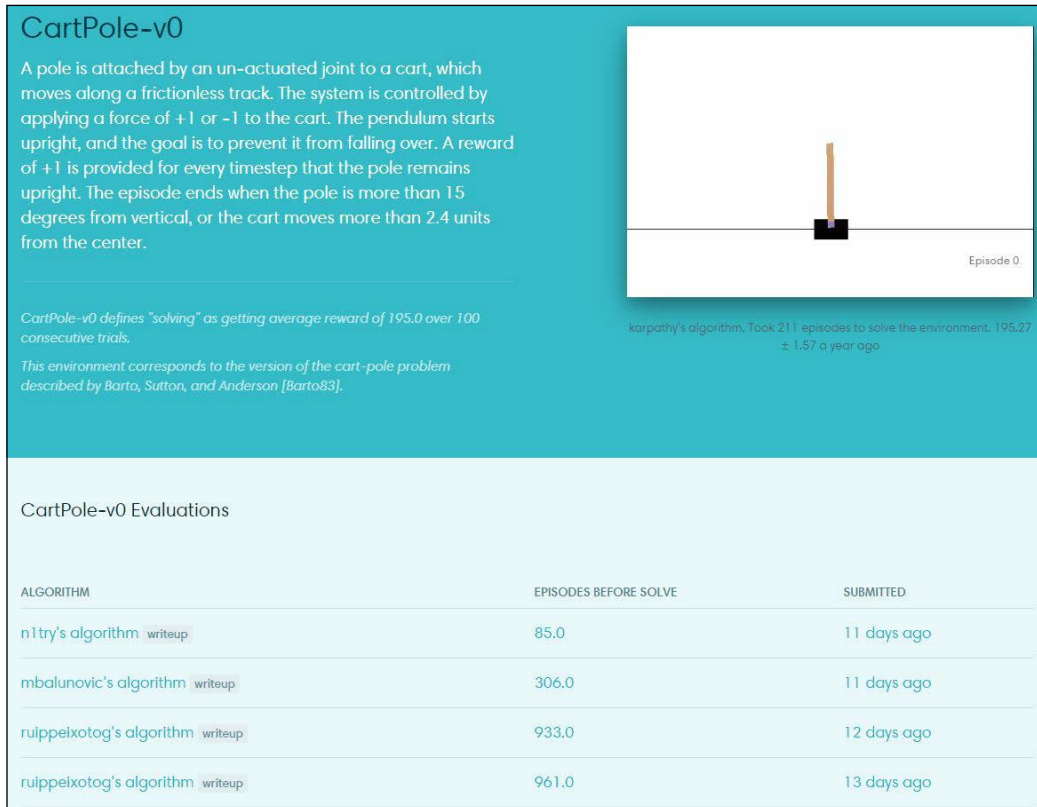 CartPole-v0
A pole is attached by an un-actuated joint to a cart, which
moves along a frictionless track. The system is controlled by
applying a force of +1 or -1 to the cart. The pendulum starts
upright, and the goal is to prevent it from falling over. A reward
of +1 is provided for every timestep that the pole remains
upright. The episode ends when the pole is more than 15
degrees from vertical, or the cart moves more than 2.4 units
from the center.
CartPole-v0 defines "solving" as getting average reward of 195.0 over 100
consecutive trials.
This environment corresponds to the version of the cart-pole problem
described by Barto, Sutton, and Anderson [Barto83].
Episode 0
karpathy's algorithm, Took 211 episodes to solve the environment. 195.27
± 1.57 a year ago
CartPole-v0 Evaluations
ALGORITHM EPISODES BEFORE SOLVE SUBMITTED
n1try's algorithm writeup 85.0 11 days ago
mbalunovic's algorithm writeup 306.0 11 days ago
ruippeixotog's algorithm writeup 933.0 12 days ago
ruippeixotog's algorithm writeup 961.0 13 days ago